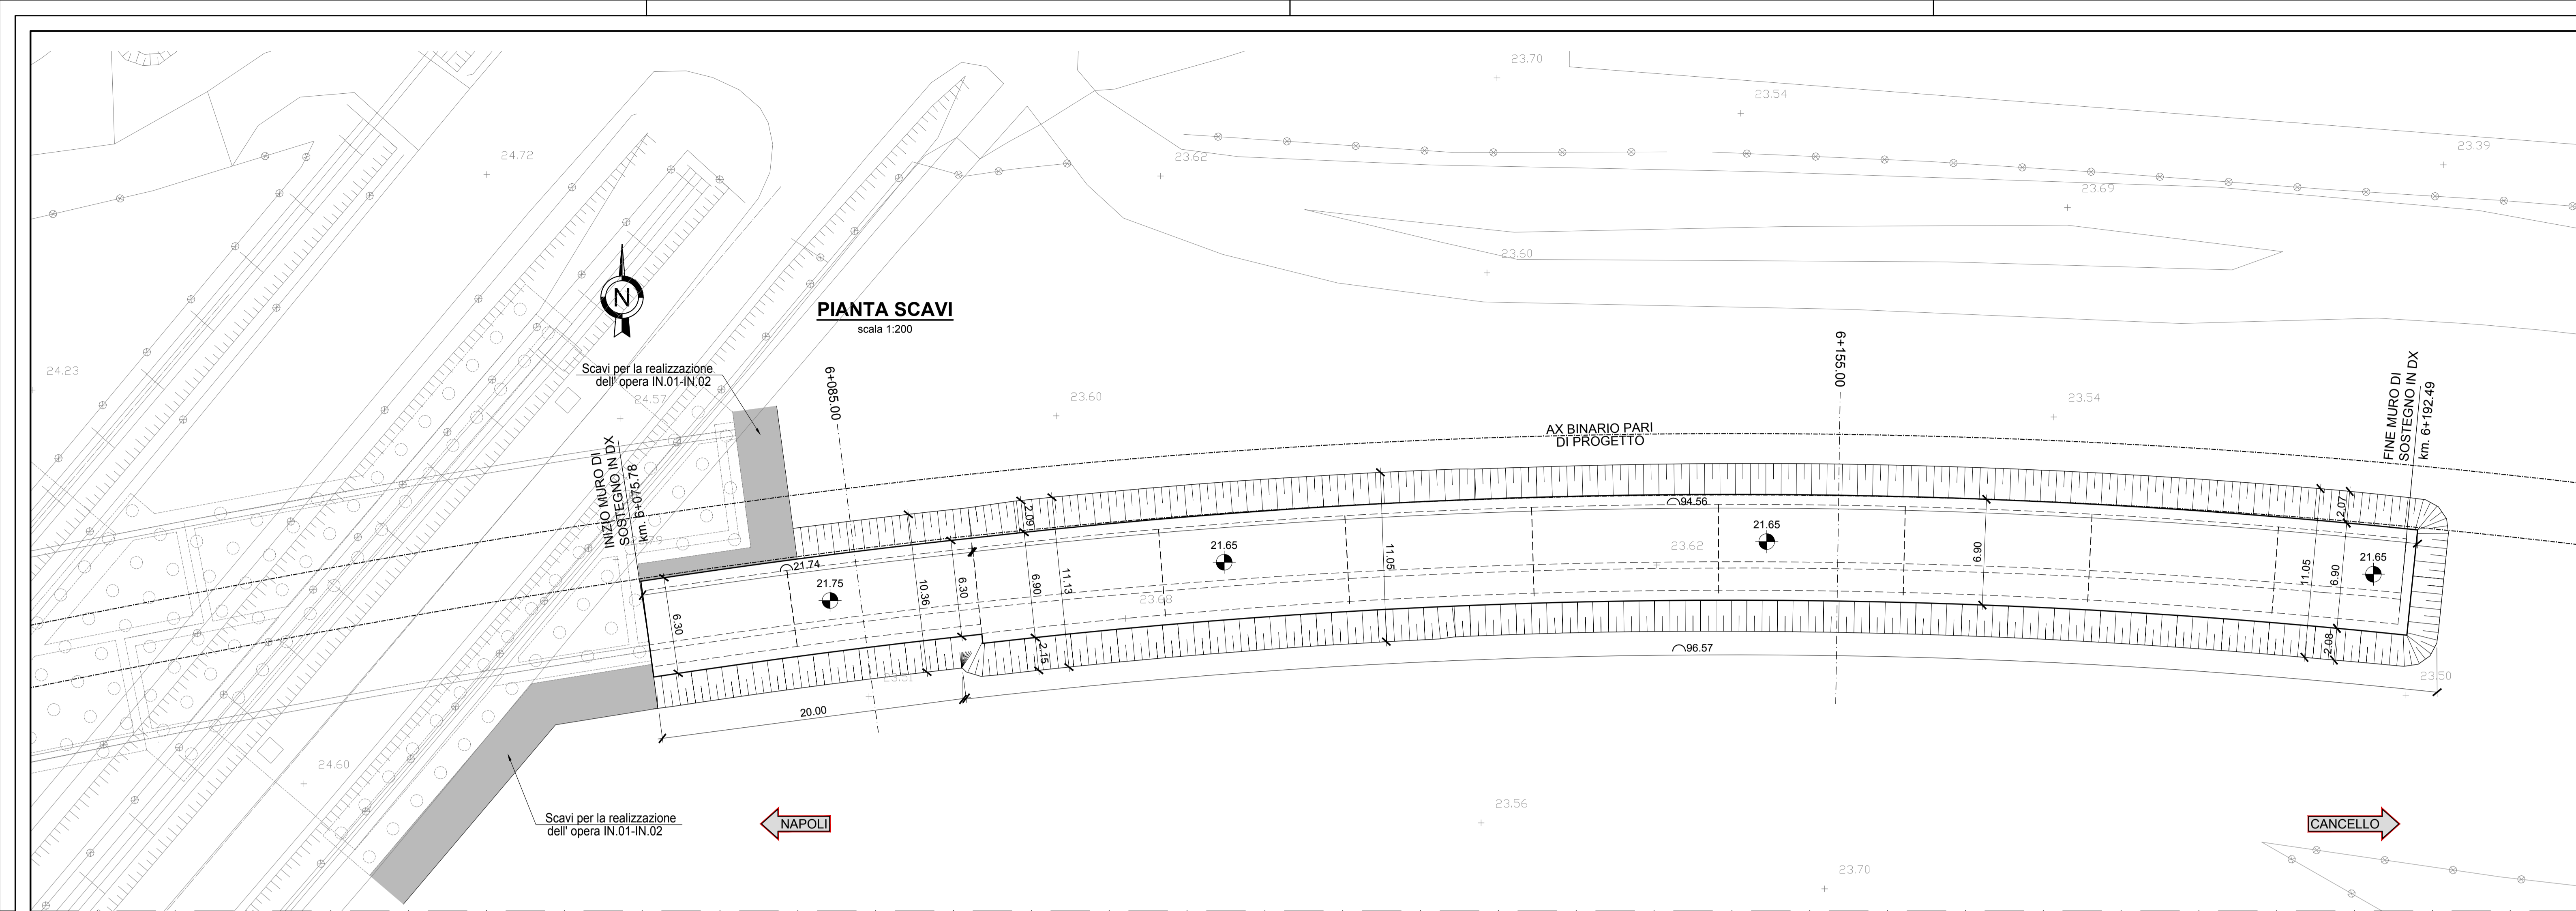 23.70
23.54
24.72
23.62
23.39
23.69
23.60
PIANTA SCAVI
scala 1:200
6+155.00
FINE MURO DI
SOSTEGNO IN DX
km. 6+192.49
Scavi per la realizzazione
dell' opera IN.01-IN.02
6+085.00
24.23
24.57
23.60
23.54
AX BINARIO PARI
DI PROGETTO
INIZIO MURO DI
SOSTEGNO IN DX
km. 6+075.778
2.09
94.56
2.07
21.65
21.65
23.62
11.05
6.90
21.74
21.75
10.36
6.30
6.90
11.13
21.65
11.05
6.90
23.68
6.30
2.15
2.08
96.57
23.50
20.00
24.60
23.56
Scavi per la realizzazione
dell' opera IN.01-IN.02
NAPOLI
CANCELLO
23.70